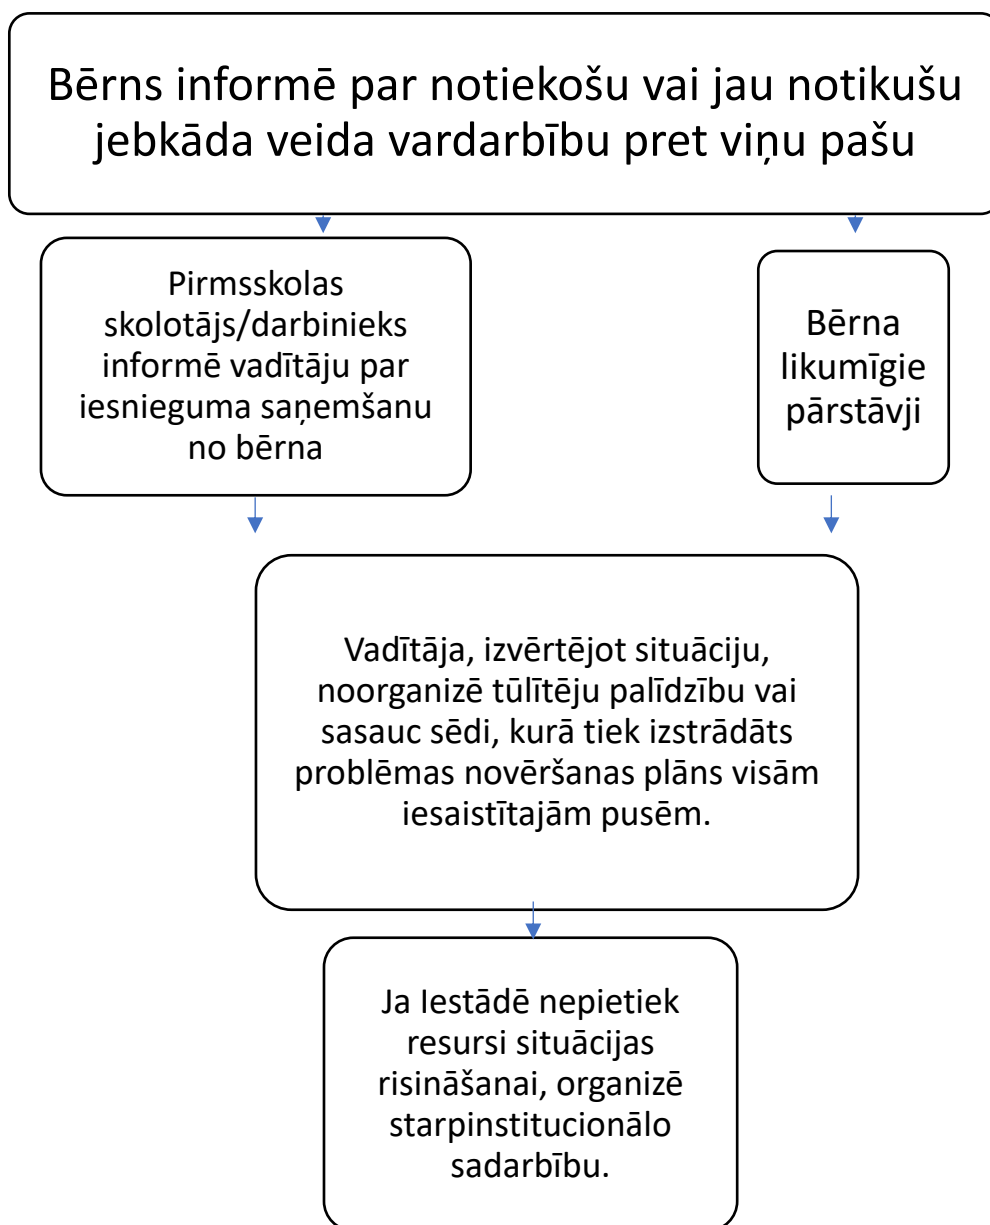 Bērns informē par notiekošu vai jau notikušu
jebkāda veida vardarbību pret viņu pašu
Pirmsskolas
skolotājs/darbinieks
informē vadītāju par
iesnieguma saņemšanu
no bērna
Bērna
likumīgie
pārstāvji
Vadītāja, izvērtējot situāciju,
noorganizē tūlītēju palīdzību vai
sasauc sēdi, kurā tiek izstrādāts
problēmas novēršanas plāns visām
iesaistītajām pusēm.
Ja Iestādē nepietiek
resursi situācijas
risināšanai, organizē
starpinstitucionālo
sadarbību.